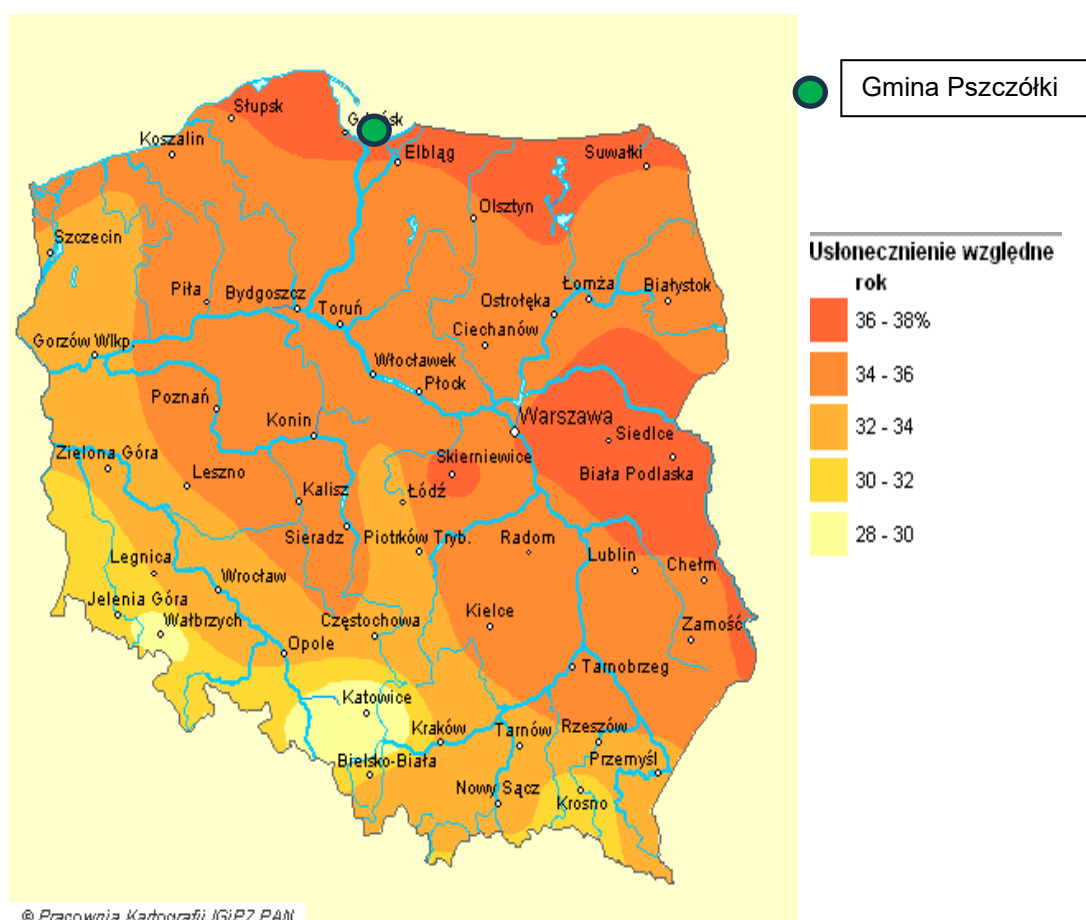 Gmina Pszczółki
Słupsk
Koszalin
Elbląg
Suwałki
Olsztyn
Szczecin
Piła
Bydgoszcz
Toruń
Ostrołęka
Łomża
Białystok
Ciechanów
Gorzów Wlkp.
Włocławek
Płock
Poznań
Konin
Warszawa
Siedlce
Skierniewice
Biała Podlaska
Zielona Góra
Leszno
Kalisz
Łódź
Sieradz
Piotrków Tryb.
Radom
Lublin
Chełm
Legnica
Wrocław
Jelenia Góra
Wałbrzych
Częstochowa
Kielce
Zamość
Opole
Tarnobrzeg
Katowice
Kraków
Tarnów
Rzeszów
Bielsko-Biała
Przemyśl
Nowy Sącz
Krosno
Usłonecznienie względne
rok
36 - 38%
34 - 36
32 - 34
30 - 32
28 - 30
© Pracownia Kartografii IGiPZ PAN